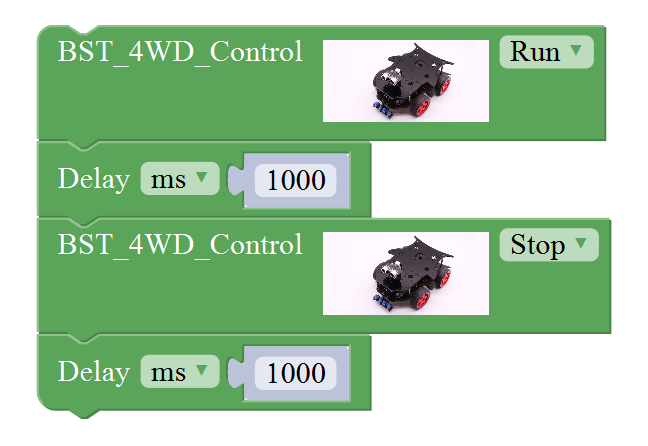 BST_4WD_Control Run
Delay ms 1000
BST_4WD_Control Stop
Delay ms 1000